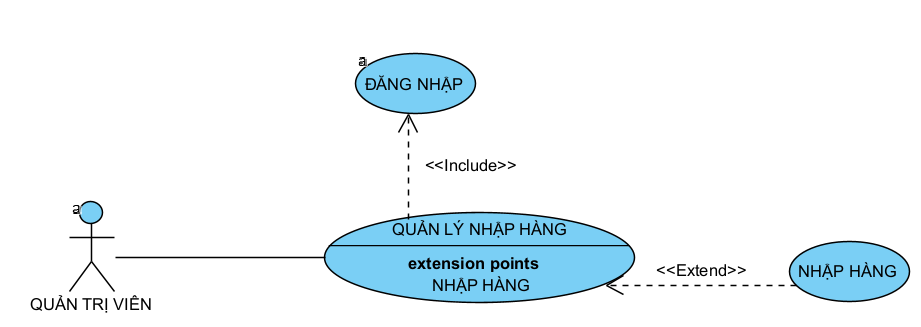 a
ĐĂNG NHẬP
<<Include>>
a
QUẢN TRỊ VIÊN
QUẢN LÝ NHẬP HÀNG
extension points
NHẬP HÀNG
<<Extend>>
NHẬP HÀNG